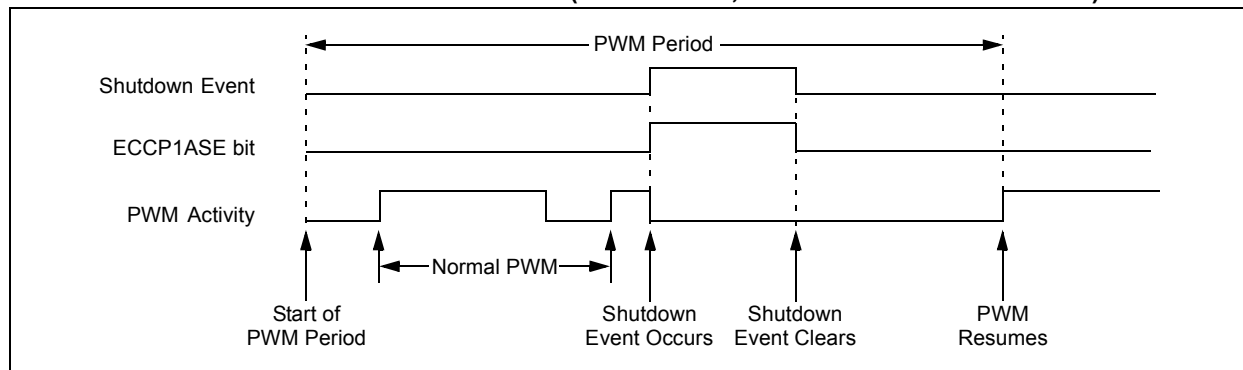 PWM Period
Shutdown Event
ECCP1ASE bit
PWM Activity
Normal PWM
Start of
PWM Period
Shutdown
Event Occurs
Shutdown
Event Clears
PWM
Resumes